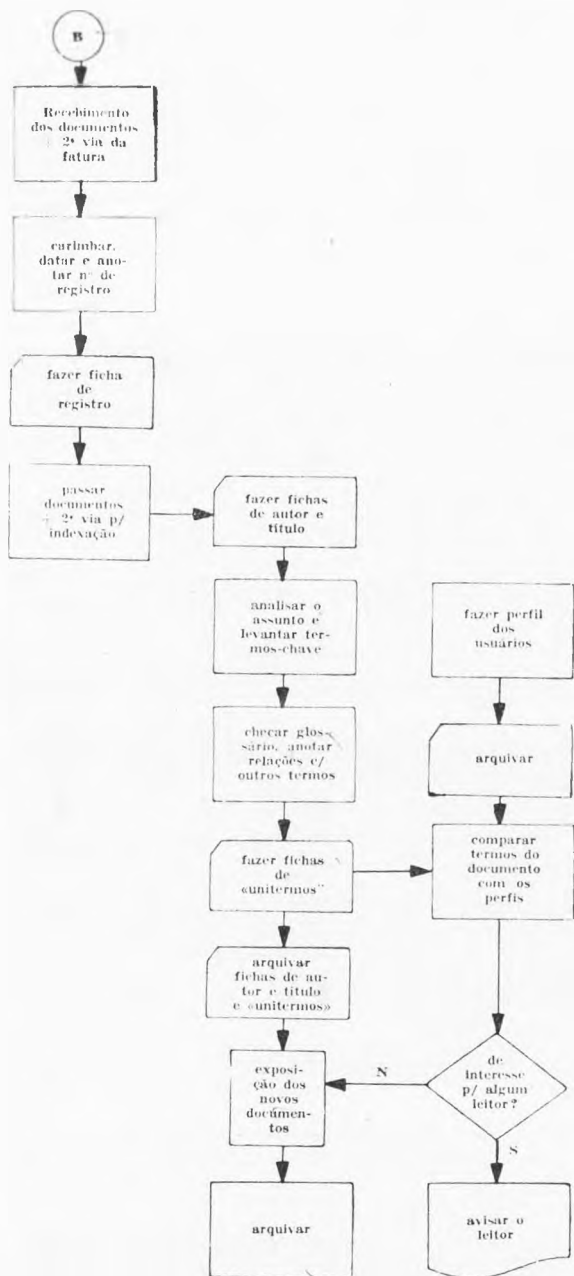 B
Recebimento
dos documentos
+ 2ª via da
fatura
carimbar,
datar e ano-
tar nº de
registro
fazer ficha
de
registro
passar
documentos
+ 2ª via p/
indexação
fazer fichas
de autor e
título
analisar o
assunto e
levantar ter-
mos-chave
checar glos-
sário, anotar
relações c/
outros termos
fazer fichas
de
«unitermos"
arquivar
fichas de au-
tor e título
e «unitermos»
exposi-
ção dos
novos
documen-
tos
arquivar
fazer perfil
dos
usuários
arquivar
comparar
termos do
documento
com os
perfis
de
interesse
p/ algum
leitor?
N
S
avisar o
leitor